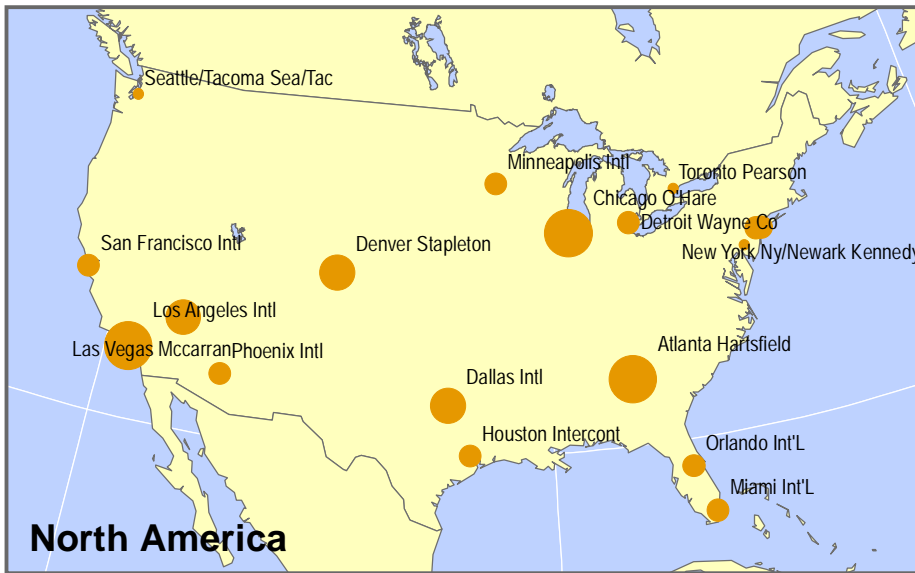 Seattle/Tacoma Sea/Tac
Minneapolis Intl
Toronto Pearson
Chicago O'Hare
Detroit Wayne Co
San Francisco Intl
Denver Stapleton
New York Ny/Newark Kennedy
Los Angeles Intl
Las Vegas Mccarran
Phoenix Intl
Atlanta Hartsfield
Dallas Intl
Houston Intercont
Orlando Int'L
Miami Int'L
North America